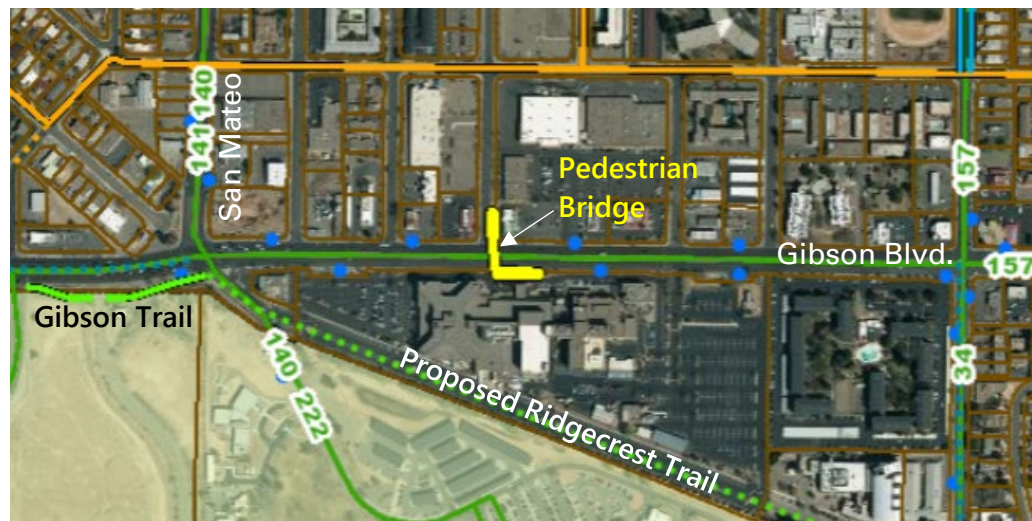 141 140
San Mateo
157
Pedestrian
Bridge
Gibson Blvd.
157
Gibson Trail
Proposed Ridgecrest Trail
140
222
34